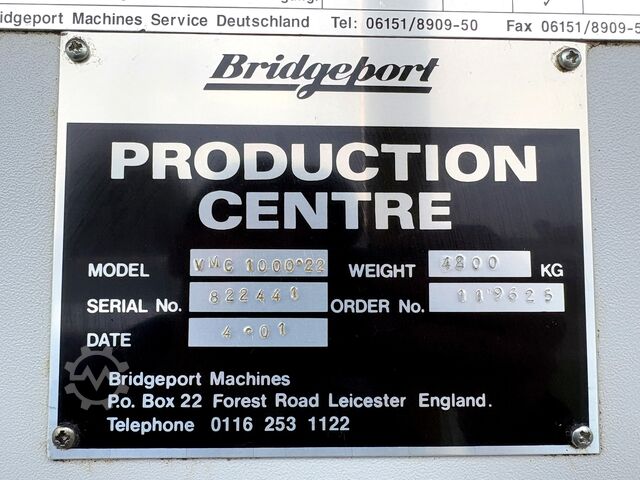 idgeport Machines Service Deutschland Tel: 06151/8909-50 Fax 06151/8909-5
Bridgeport
PRODUCTION
CENTRE
MODEL VMC 1000•22 WEIGHT 4200 KG
SERIAL No. 822441 ORDER No. 119625
DATE 4•01
Bridgeport Machines
P.o. Box 22 Forest Road Leicester England.
Telephone 0116 253 1122